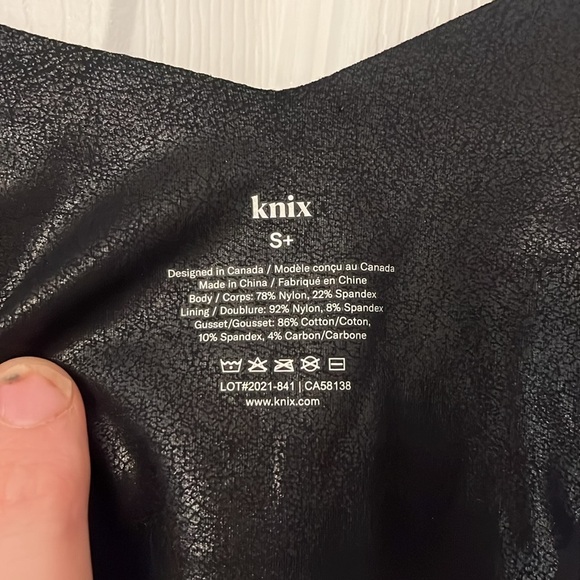 knix
S+
Designed in Canada / Modèle conçu au Canada
Made in China / Fabriqué en Chine
Body / Corps: 78% Nylon, 22% Spandex
Lining / Doublure: 92% Nylon, 8% Spandex
Gusset/Gousset: 86% Cotton/Coton,
10% Spandex, 4% Carbon/Carbone
LOT#2021-841 | CA58138
www.knix.com